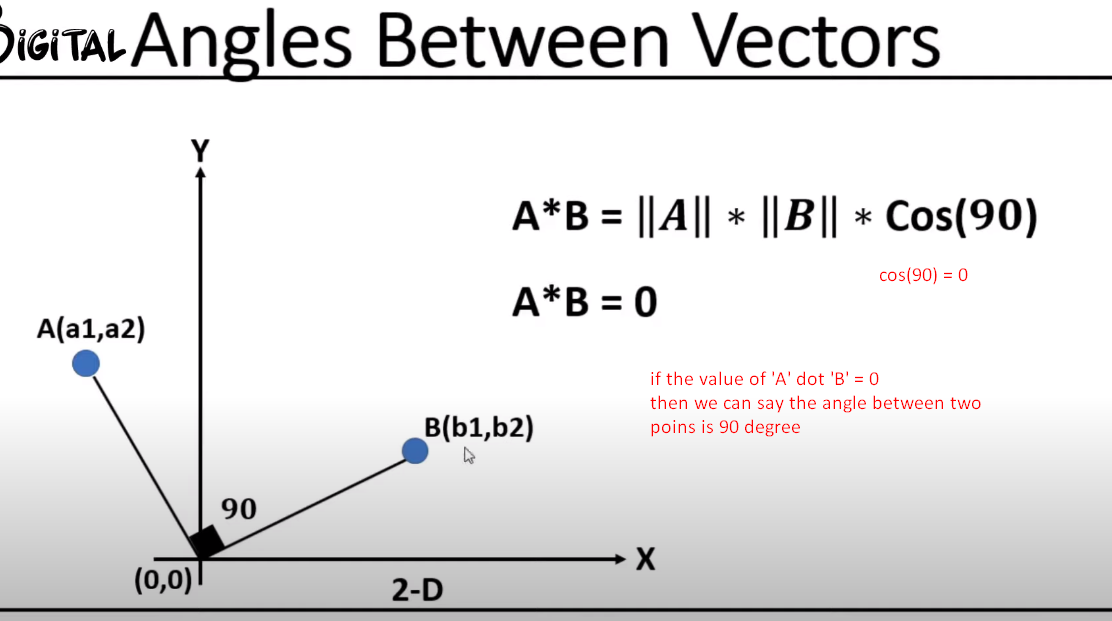 DiGiTAL Angles Between Vectors
Y
A*B = ||A|| * ||B|| * Cos(90)
cos(90) = 0
A*B = 0
A(a1,a2)
if the value of 'A' dot 'B' = 0
then we can say the angle between two
poins is 90 degree
B(b1,b2)
90
X
(0,0)
2-D